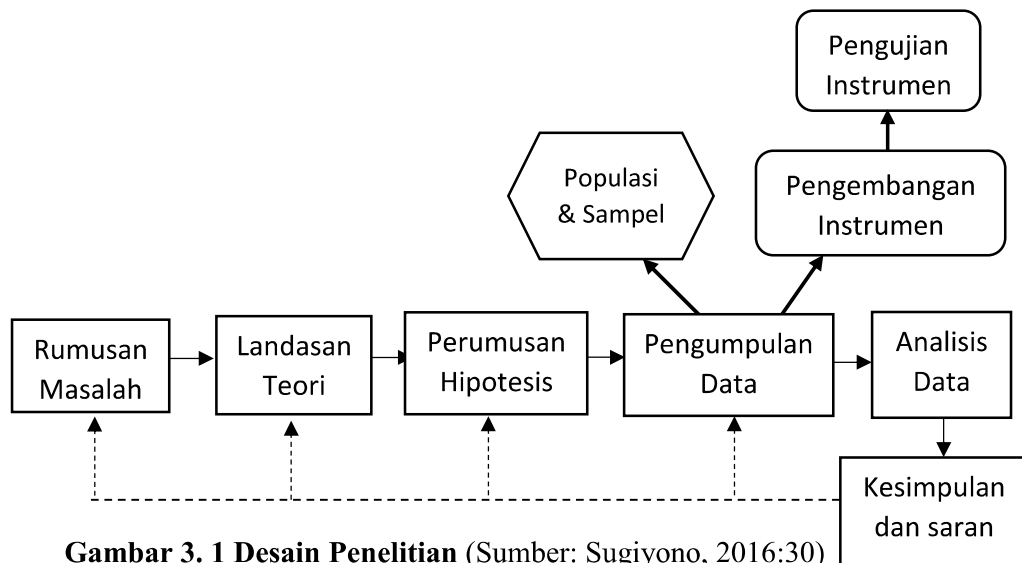 Pengujian
Instrumen
Populasi
& Sampel
Pengembangan
Instrumen
Rumusan
Masalah
Landasan
Teori
Perumusan
Hipotesis
Pengumpulan
Data
Analisis
Data
Kesimpulan
dan saran
Gambar 3. 1 Desain Penelitian (Sumber: Sugiyono, 2016:30)